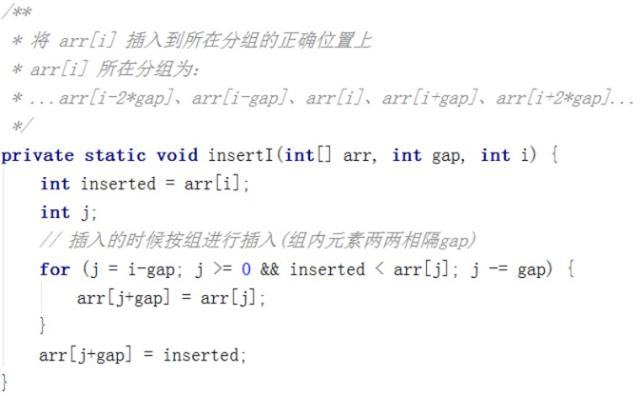 /**
 * 将 arr[i] 插入到所在分组的正确位置上
 * arr[i] 所在分组为:
 * ...arr[i-2*gap]、arr[i-gap]、arr[i]、arr[i+gap]、arr[i+2*gap]...
 */
private static void insertI(int[] arr, int gap, int i) {
    int inserted = arr[i];
    int j;
    // 插入的时候按组进行插入(组内元素两两相隔gap)
    for (j = i-gap; j >= 0 && inserted < arr[j]; j -= gap) {
        arr[j+gap] = arr[j];
    }
    arr[j+gap] = inserted;
}